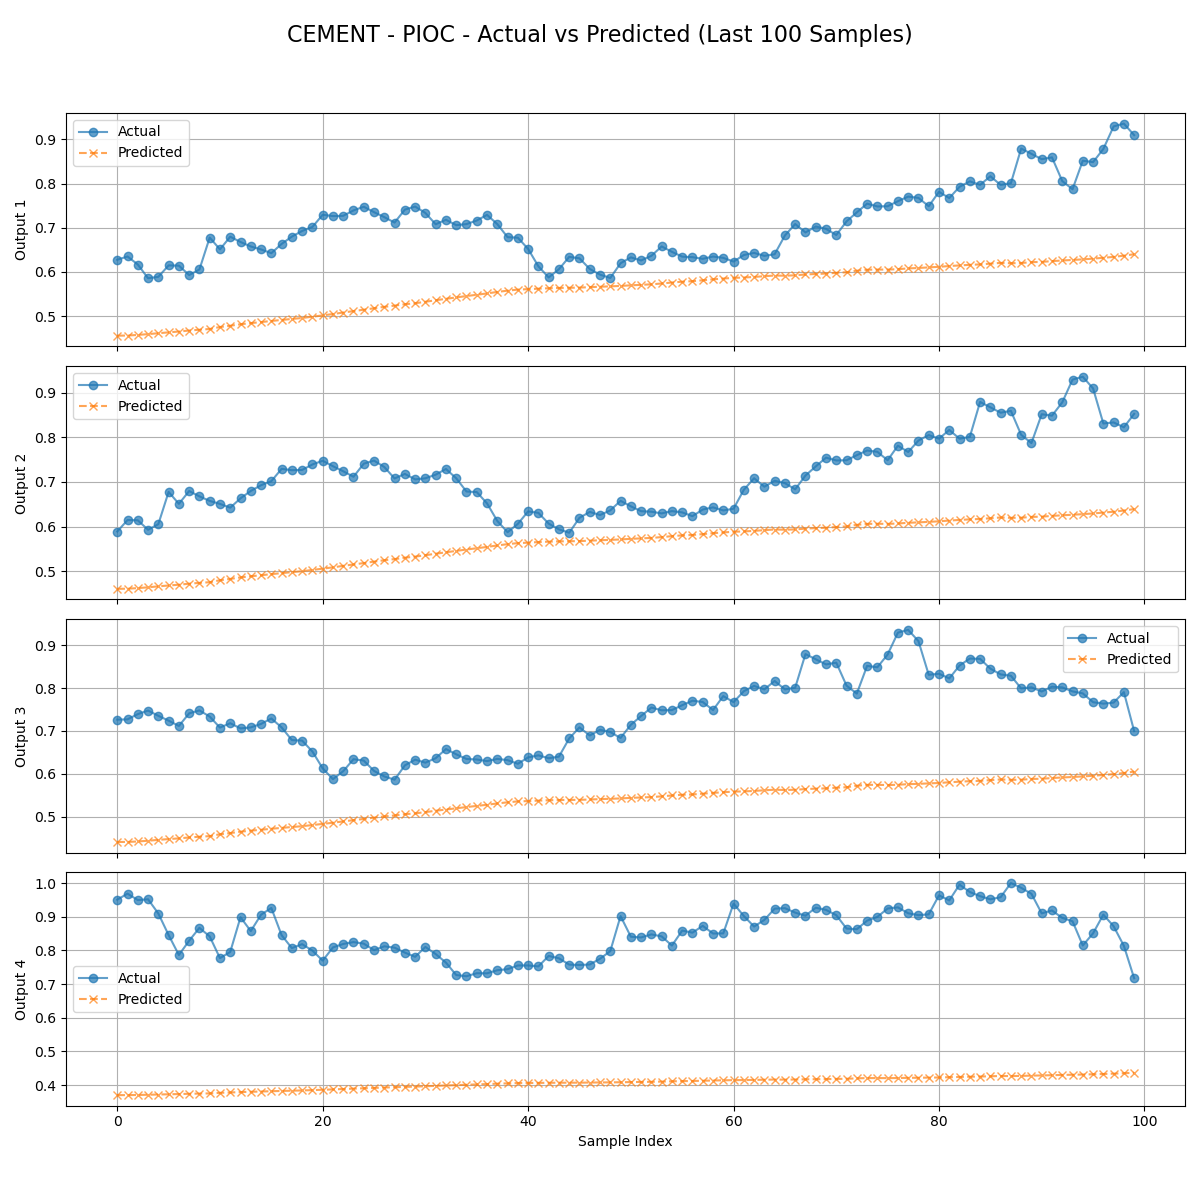 CEMENT - PIOC - Actual vs Predicted (Last 100 Samples)
Output 1
0.9
0.8
0.7
0.6
0.5
Actual
Predicted
Output 2
0.9
0.8
0.7
0.6
0.5
Actual
Predicted
Output 3
0.9
0.8
0.7
0.6
0.5
Actual
Predicted
Output 4
1.0
0.9
0.8
0.7
0.6
0.5
0.4
Actual
Predicted
0 20 40 60 80 100
Sample Index